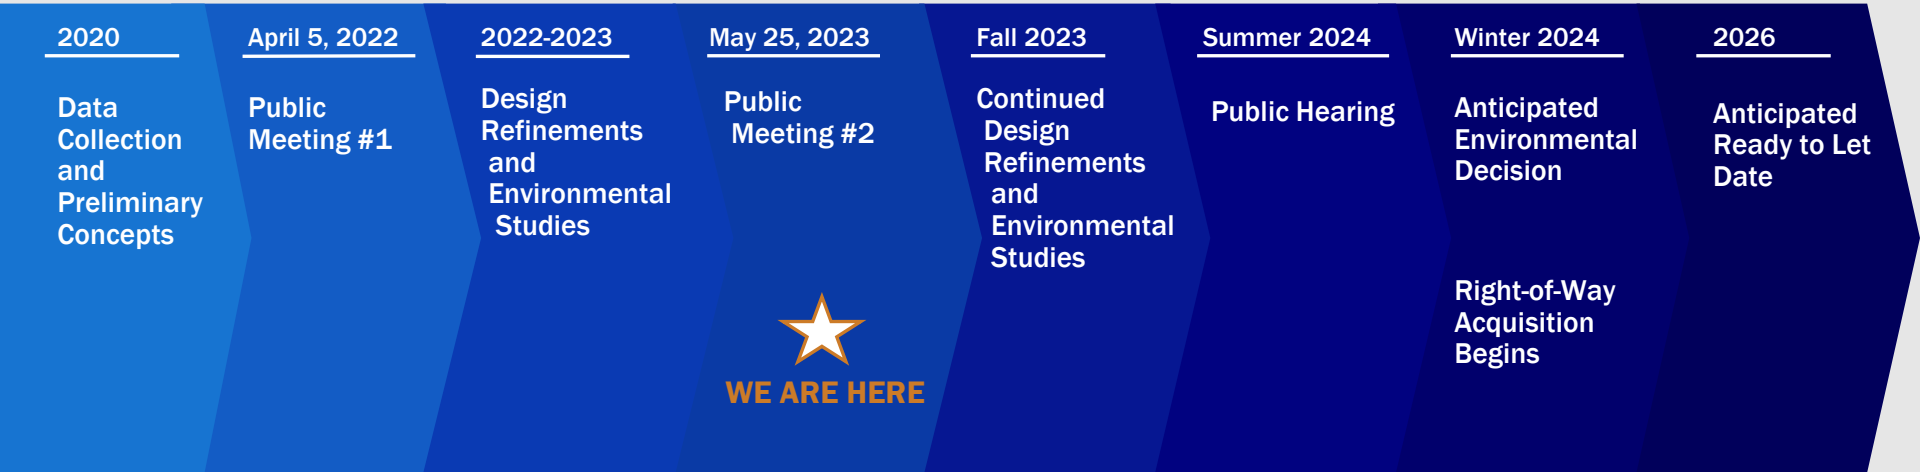 2020
Data
Collection
and
Preliminary
Concepts
April 5, 2022
Public
Meeting #1
2022-2023
Design
Refinements
and
Environmental
Studies
May 25, 2023
Public
Meeting #2
WE ARE HERE
Fall 2023
Continued
Design
Refinements
and
Environmental
Studies
Summer 2024
Public Hearing
Winter 2024
Anticipated
Environmental
Decision
Right-of-Way
Acquisition
Begins
2026
Anticipated
Ready to Let
Date